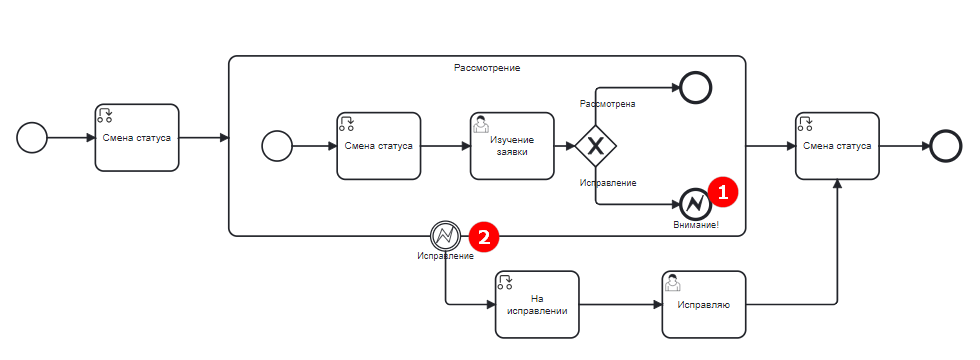 Рассмотрение
Рассмотрена
Смена статуса
Смена статуса
Изучение
заявки
Смена статуса
Исправление
1
Внимание!
2
Исправление
На
исправлении
Исправляю